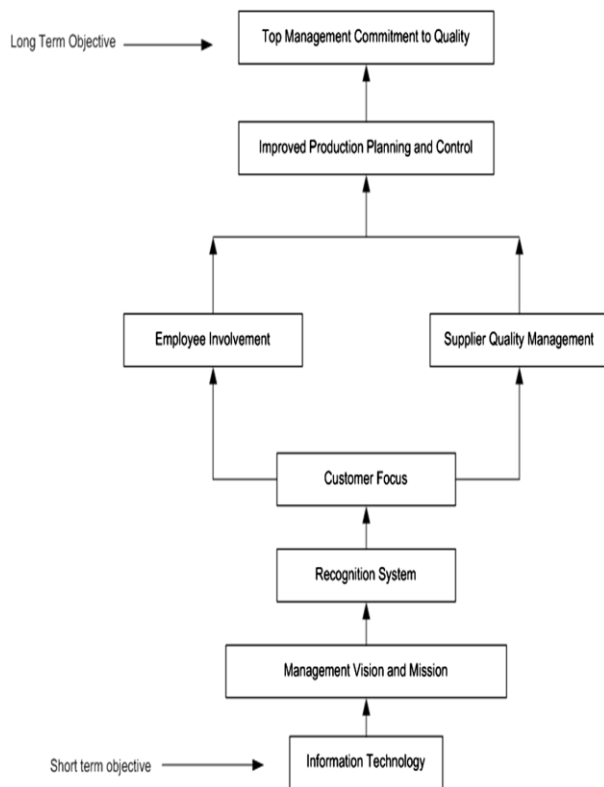 Long Term Objective
Top Management Commitment to Quality
Improved Production Planning and Control
Employee Involvement
Supplier Quality Management
Customer Focus
Recognition System
Management Vision and Mission
Short term objective
Information Technology